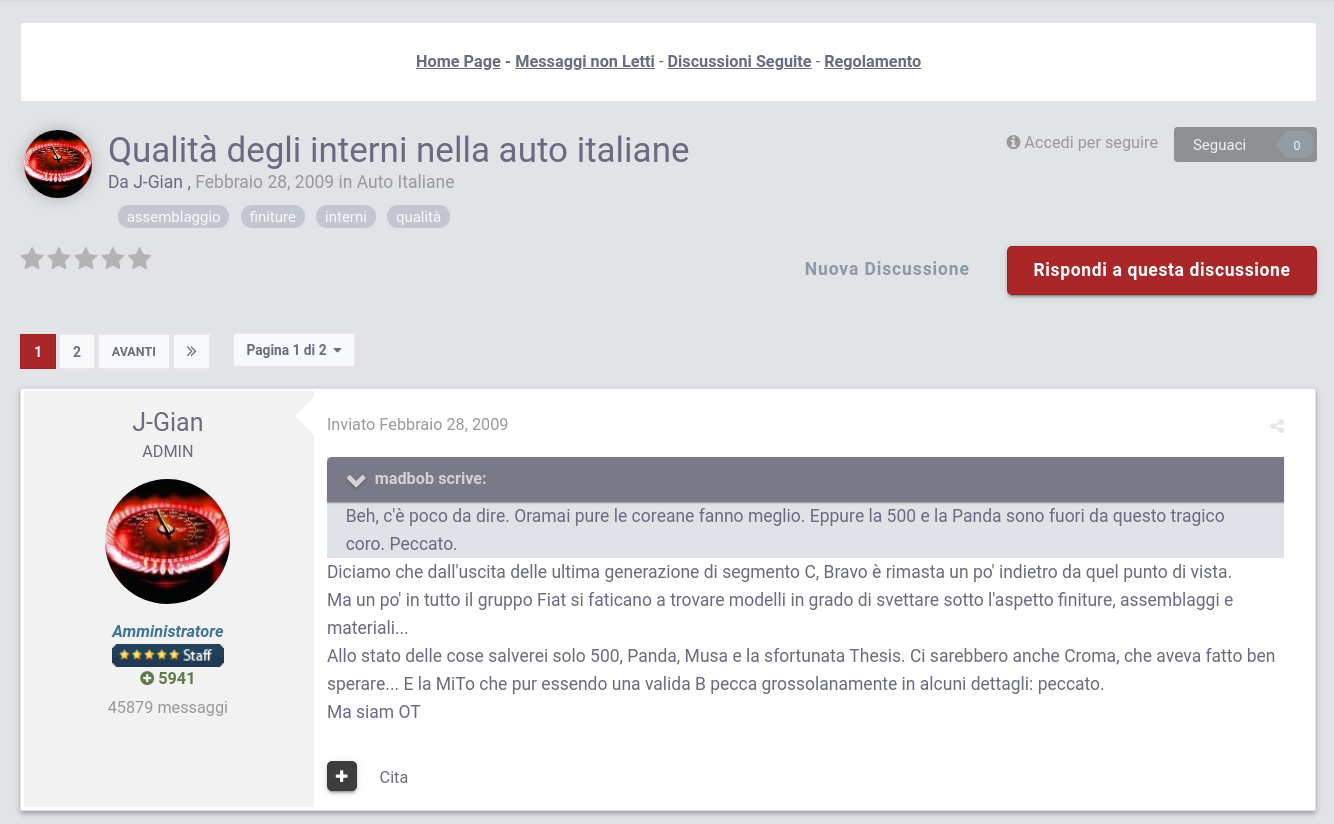 Home Page - Messaggi non Letti - Discussioni Seguite - Regolamento
Qualità degli interni nella auto italiane
Da J-Gian , Febbraio 28, 2009 in Auto Italiane
assemblaggio finiture interni qualità
Accedi per seguire
Seguaci 0
Nuova Discussione
Rispondi a questa discussione
1 2 AVANTI » Pagina 1 di 2
J-Gian
ADMIN
Amministratore
Staff
5941
45879 messaggi
Inviato Febbraio 28, 2009
madbob scrive:
Beh, c'è poco da dire. Oramai pure le coreane fanno meglio. Eppure la 500 e la Panda sono fuori da questo tragico
coro. Peccato.
Diciamo che dall'uscita delle ultima generazione di segmento C, Bravo è rimasta un po' indietro da quel punto di vista.
Ma un po' in tutto il gruppo Fiat si faticano a trovare modelli in grado di svettare sotto l'aspetto finiture, assemblaggi e
materiali...
Allo stato delle cose salverei solo 500, Panda, Musa e la sfortunata Thesis. Ci sarebbero anche Croma, che aveva fatto ben
sperare... E la MiTo che pur essendo una valida B pecca grossolanamente in alcuni dettagli: peccato.
Ma siam OT
+ Cita